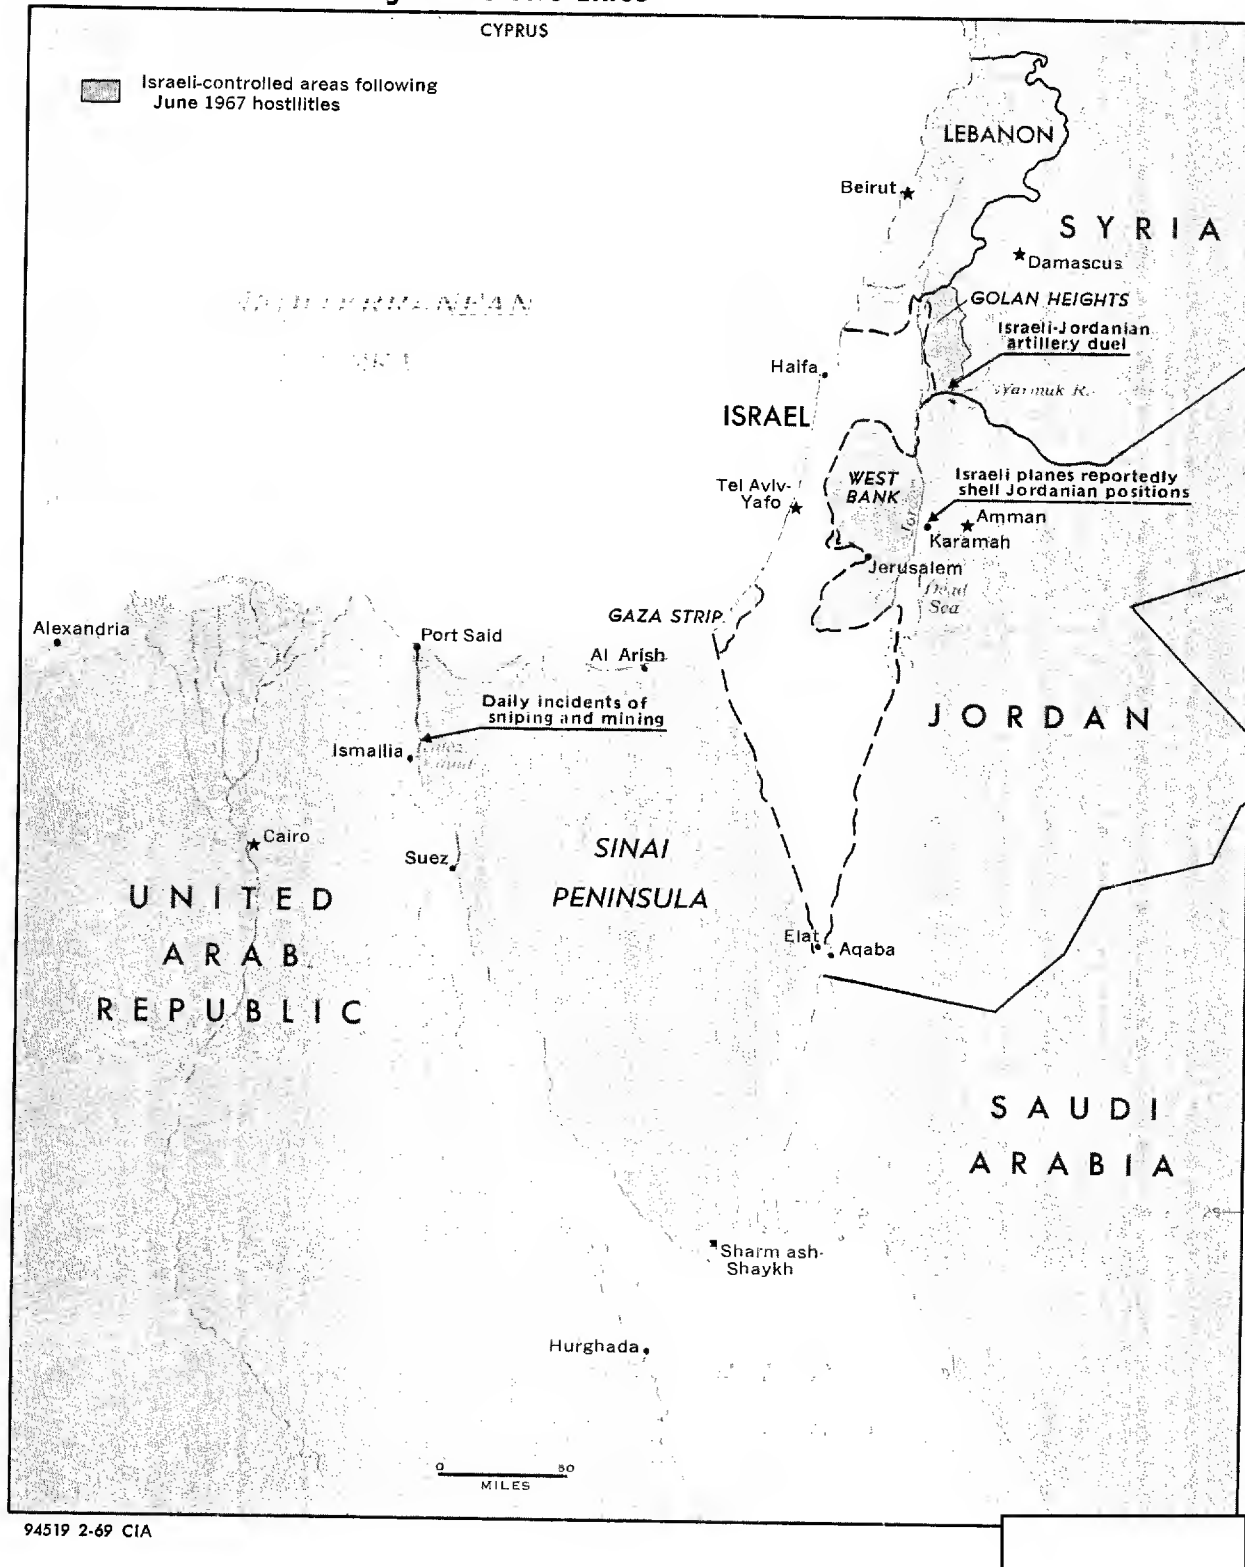 CYPRUS
Israeli-controlled areas following
June 1967 hostilities
LEBANON
Beirut
SYRIA
Damascus
GOLAN HEIGHTS
Israeli-Jordanian
artillery duel
Haifa
Yarmuk R.
ISRAEL
WEST
BANK
Israeli planes reportedly
shell Jordanian positions
Tel Aviv-
Yafo
Amman
Karamah
Jerusalem
Dead
Sea
GAZA STRIP
Alexandria
Port Said
Al Arish
Daily incidents of
sniping and mining
JORDAN
Ismailia
Cairo
Suez
SINAI
PENINSULA
UNITED
ARAB
REPUBLIC
Elat
Aqaba
SAUDI
ARABIA
Sharm ash-
Shaykh
Hurghada
0 50
MILES
94519 2-69 CIA